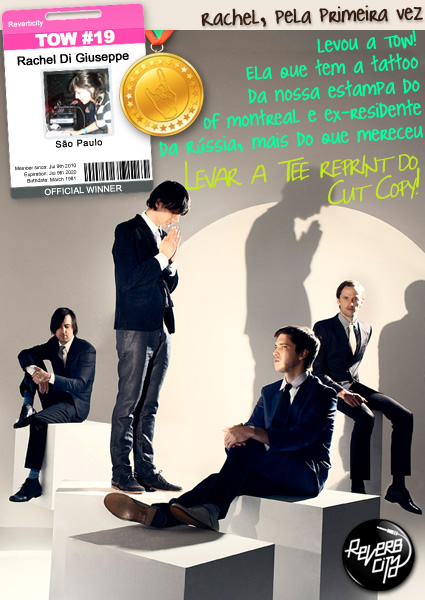 Rachel, pela primeira vez
Reverbcity
TOW #19
Rachel Di Giuseppe
São Paulo
Member since: Jul 9th 2010
Expiration: Jul 9th 2020
Birthdate: March 1981
OFFICIAL WINNER
Levou a TOW!
Ela que tem a tattoo
da nossa estampa do
of montreal e ex-residente
da Rússia, mais do que mereceu
Levar a TEE reprint do
Cut Copy!
Reverb
City